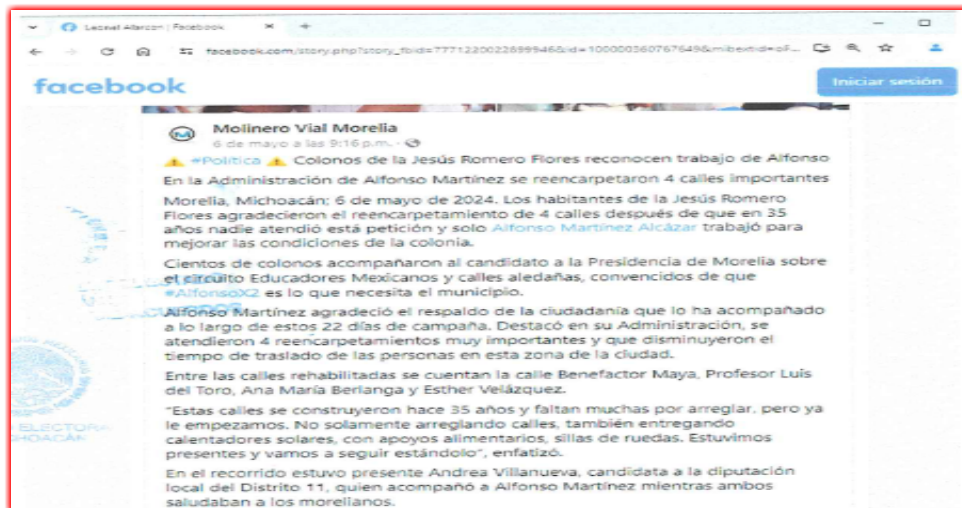 Leonel Alarcon | Facebook
facebook
Iniciar sesión
Molinero Vial Morelia
6 de mayo a las 9:16 p.m. ·
#Política Colonos de la Jesús Romero Flores reconocen trabajo de Alfonso
En la Administración de Alfonso Martínez se reencarpetaron 4 calles importantes
Morelia, Michoacán; 6 de mayo de 2024. Los habitantes de la Jesús Romero
Flores agradecieron el reencarpetamiento de 4 calles después de que en 35
años nadie atendió está petición y solo Alfonso Martínez Alcázar trabajó para
mejorar las condiciones de la colonia.
Cientos de colonos acompañaron al candidato a la Presidencia de Morelia sobre
el circuito Educadores Mexicanos y calles aledañas, convencidos de que
#AlfonsoX2 es lo que necesita el municipio.
Alfonso Martínez agradeció el respaldo de la ciudadanía que lo ha acompañado
a lo largo de estos 22 días de campaña. Destacó en su Administración, se
atendieron 4 reencarpetamientos muy importantes y que disminuyeron el
tiempo de traslado de las personas en esta zona de la ciudad.
Entre las calles rehabilitadas se cuentan la calle Benefactor Maya, Profesor Luis
del Toro, Ana María Berlanga y Esther Velázquez.
"Estas calles se construyeron hace 35 años y faltan muchas por arreglar, pero ya
le empezamos. No solamente arreglando calles, también entregando
calentadores solares, con apoyos alimentarios, sillas de ruedas. Estuvimos
presentes y vamos a seguir estándolo", enfatizó.
En el recorrido estuvo presente Andrea Villanueva, candidata a la diputación
local del Distrito 11, quien acompañó a Alfonso Martínez mientras ambos
saludaban a los morelianos.
ELECTORA